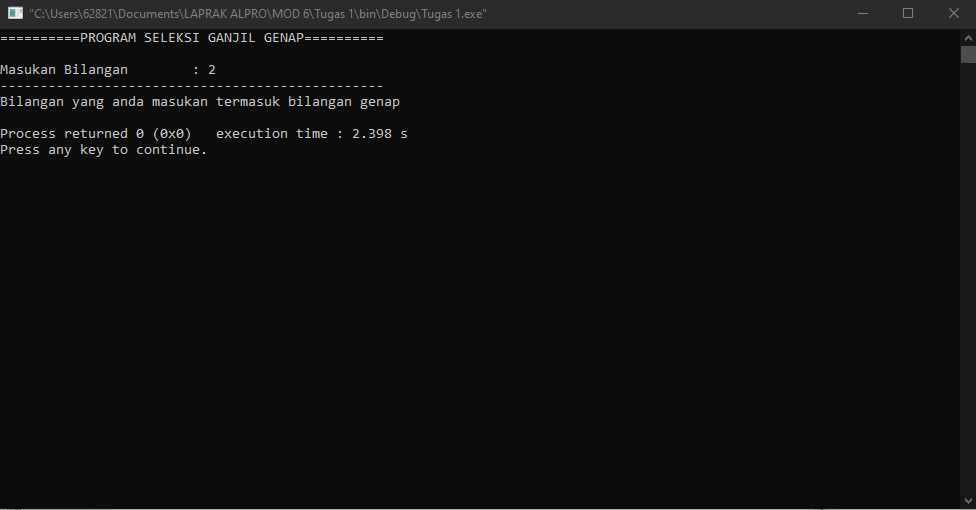 "C:\Users\62821\Documents\LAPRAK ALPRO\MOD 6\Tugas 1\bin\Debug\Tugas 1.exe"
==========PROGRAM SELEKSI GANJIL GENAP==========
Masukan Bilangan        : 2
------------------------------------------------
Bilangan yang anda masukan termasuk bilangan genap
Process returned 0 (0x0)   execution time : 2.398 s
Press any key to continue.